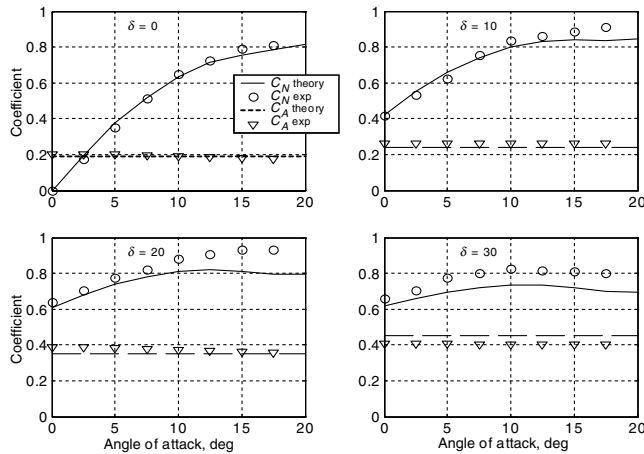 δ = 0
δ = 10
1
0.8
0.6
0.4
0.2
0
Coefficient
0 5 10 15 20
C_N theory
C_N exp
C_A theory
C_A exp
1
0.8
0.6
0.4
0.2
0
0 5 10 15 20
δ = 20
δ = 30
1
0.8
0.6
0.4
0.2
0
Coefficient
0 5 10 15 20
Angle of attack, deg
1
0.8
0.6
0.4
0.2
0
0 5 10 15 20
Angle of attack, deg